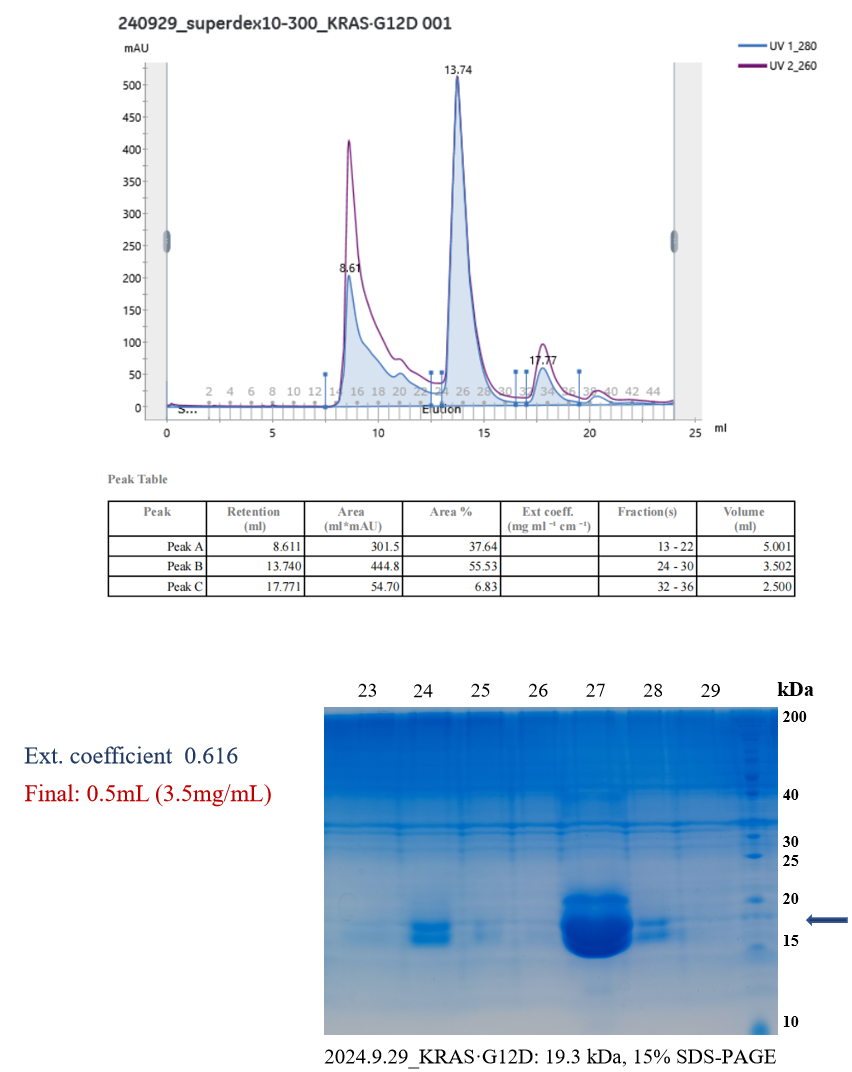 240929_superdex10-300_KRAS·G12D 001
mAU
UV 1_280
UV 2_260
500
450
400
350
300
250
200
150
100
50
0
13.74
8.61
17.77
2 4 6 8 10 12 14 16 18 20 22 24 26 28 30 32 34 36 38 40 42 44
S... Elution
0 5 10 15 20 25 ml
Peak Table
Peak Retention (ml) Area (ml*mAU) Area % Ext coeff. (mg ml⁻¹ cm⁻¹) Fraction(s) Volume (ml)
Peak A 8.611 301.5 37.64 13 - 22 5.001
Peak B 13.740 444.8 55.53 24 - 30 3.502
Peak C 17.771 54.70 6.83 32 - 36 2.500
23 24 25 26 27 28 29 kDa
200
40
30
25
20
15
10
Ext. coefficient 0.616
Final: 0.5mL (3.5mg/mL)
2024.9.29_KRAS·G12D: 19.3 kDa, 15% SDS-PAGE